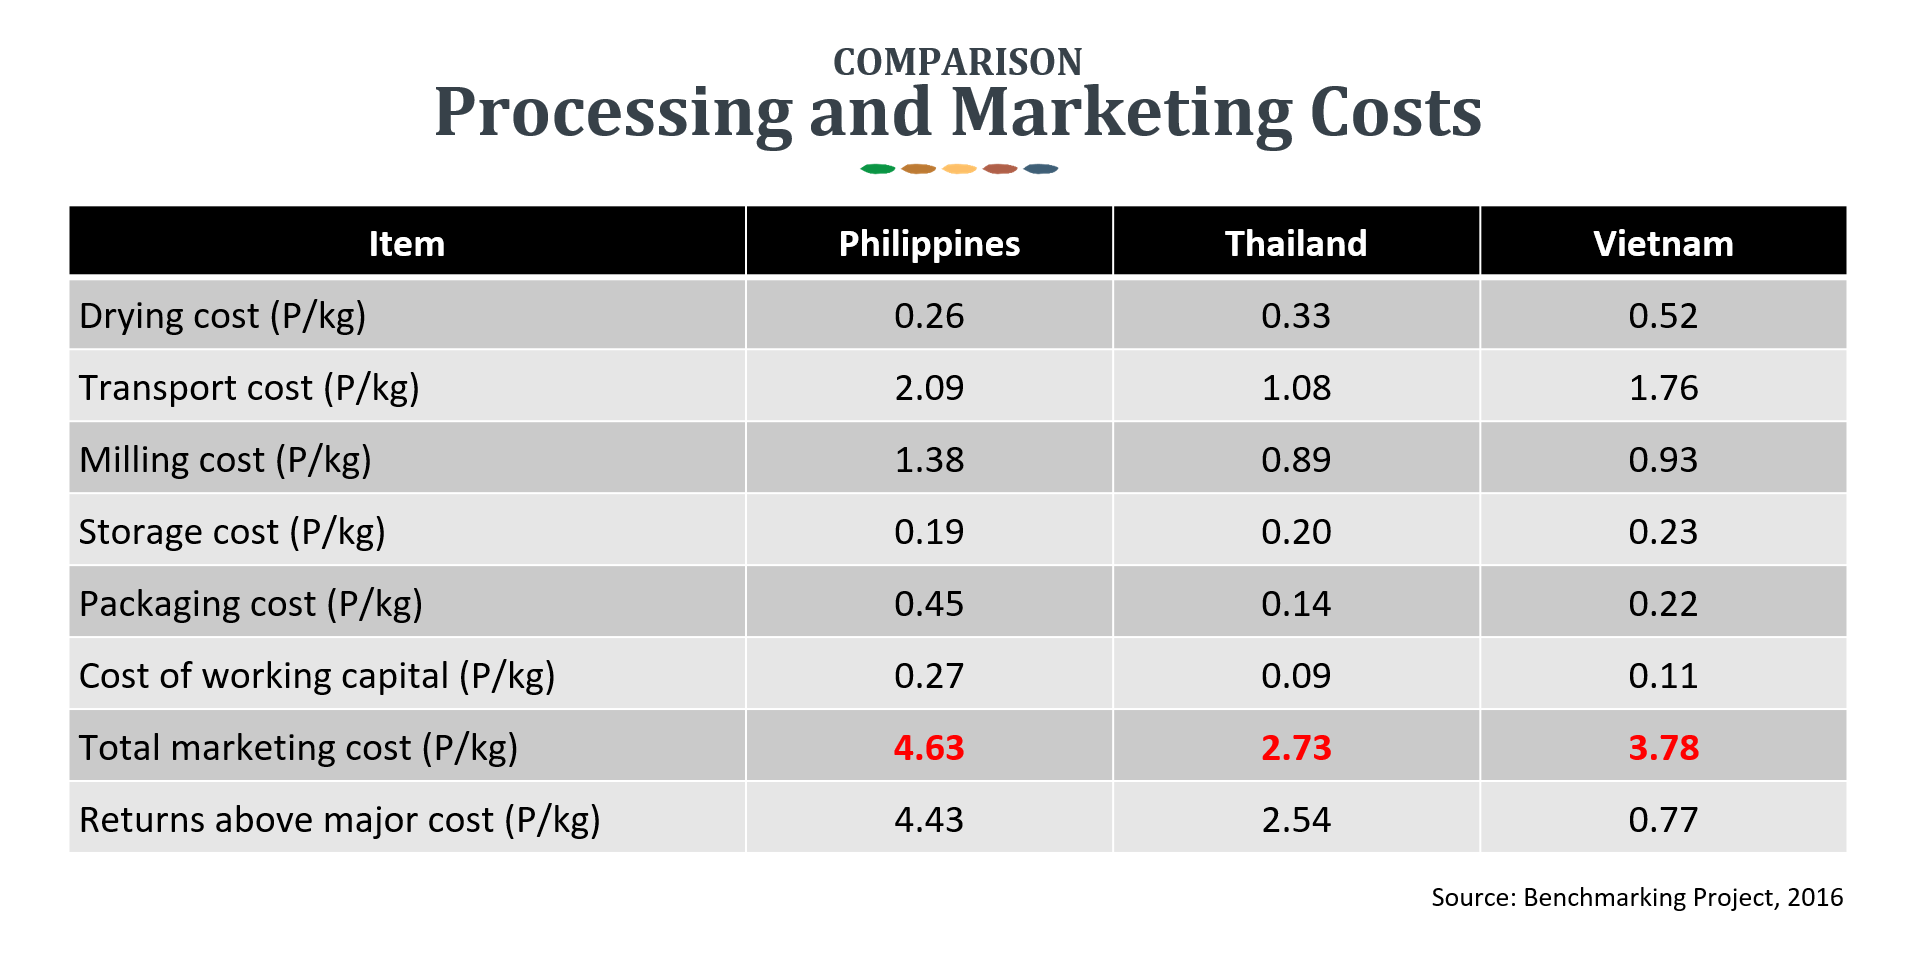 COMPARISON
Processing and Marketing Costs
Item Philippines Thailand Vietnam
Drying cost (P/kg) 0.26 0.33 0.52
Transport cost (P/kg) 2.09 1.08 1.76
Milling cost (P/kg) 1.38 0.89 0.93
Storage cost (P/kg) 0.19 0.20 0.23
Packaging cost (P/kg) 0.45 0.14 0.22
Cost of working capital (P/kg) 0.27 0.09 0.11
Total marketing cost (P/kg) 4.63 2.73 3.78
Returns above major cost (P/kg) 4.43 2.54 0.77
Source: Benchmarking Project, 2016